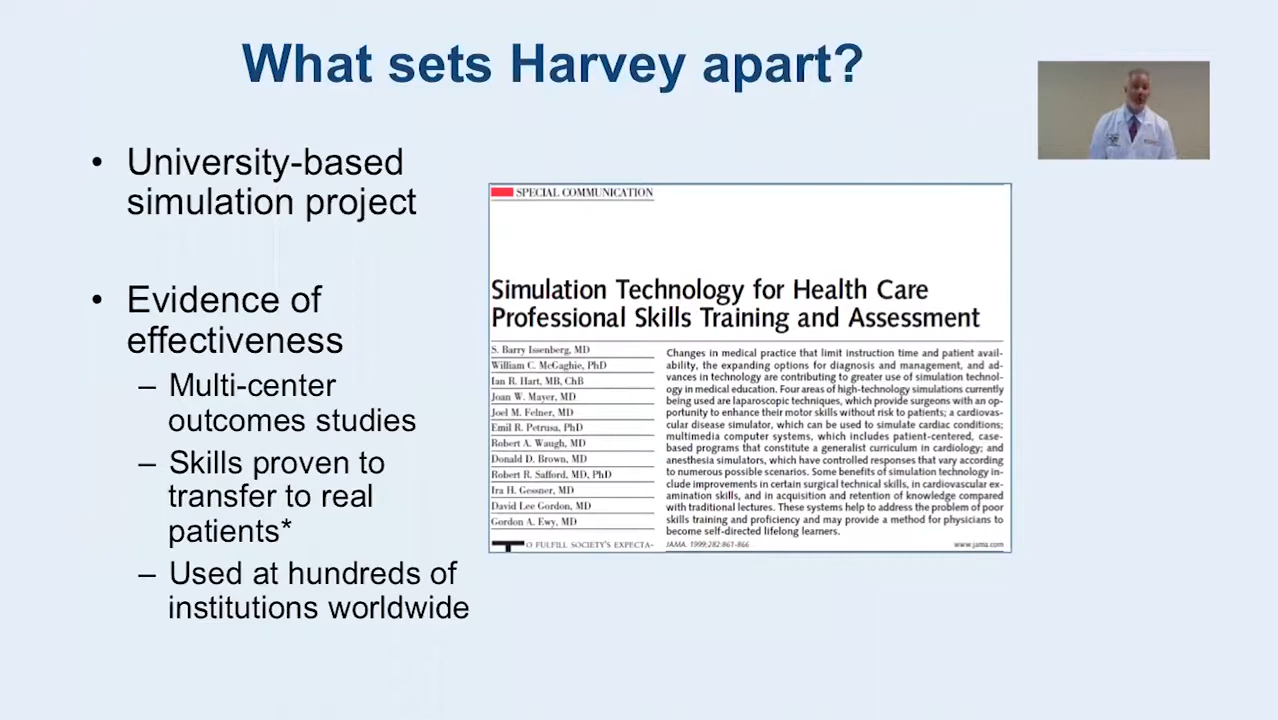 What sets Harvey apart?
• University-based
simulation project
• Evidence of
effectiveness
– Multi-center
outcomes studies
– Skills proven to
transfer to real
patients*
– Used at hundreds of
institutions worldwide
SPECIAL COMMUNICATION
Simulation Technology for Health Care
Professional Skills Training and Assessment
S. Barry Issenberg, MD
William C. McGaghie, PhD
Ian R. Hart, MB, ChB
Joan W. Mayer, MD
Joel M. Felner, MD
Emil R. Petrusa, PhD
Robert A. Waugh, MD
Donald D. Brown, MD
Robert R. Safford, MD, PhD
Ira H. Gessner, MD
David Lee Gordon, MD
Gordon A. Ewy, MD
TO FULFILL SOCIETY'S EXPECTA-
Changes in medical practice that limit instruction time and patient avail-
ability, the expanding options for diagnosis and management, and ad-
vances in technology are contributing to greater use of simulation technol-
ogy in medical education. Four areas of high-technology simulations currently
being used are laparoscopic techniques, which provide surgeons with an op-
portunity to enhance their motor skills without risk to patients; a cardiovas-
cular disease simulator, which can be used to simulate cardiac conditions;
multimedia computer systems, which includes patient-centered, case-
based programs that constitute a generalist curriculum in cardiology; and
anesthesia simulators, which have controlled responses that vary according
to numerous possible scenarios. Some benefits of simulation technology in-
clude improvements in certain surgical technical skills, in cardiovascular ex-
amination skills, and in acquisition and retention of knowledge compared
with traditional lectures. These systems help to address the problem of poor
skills training and proficiency and may provide a method for physicians to
become self-directed lifelong learners.
JAMA. 1999;282:861-866 www.jama.com